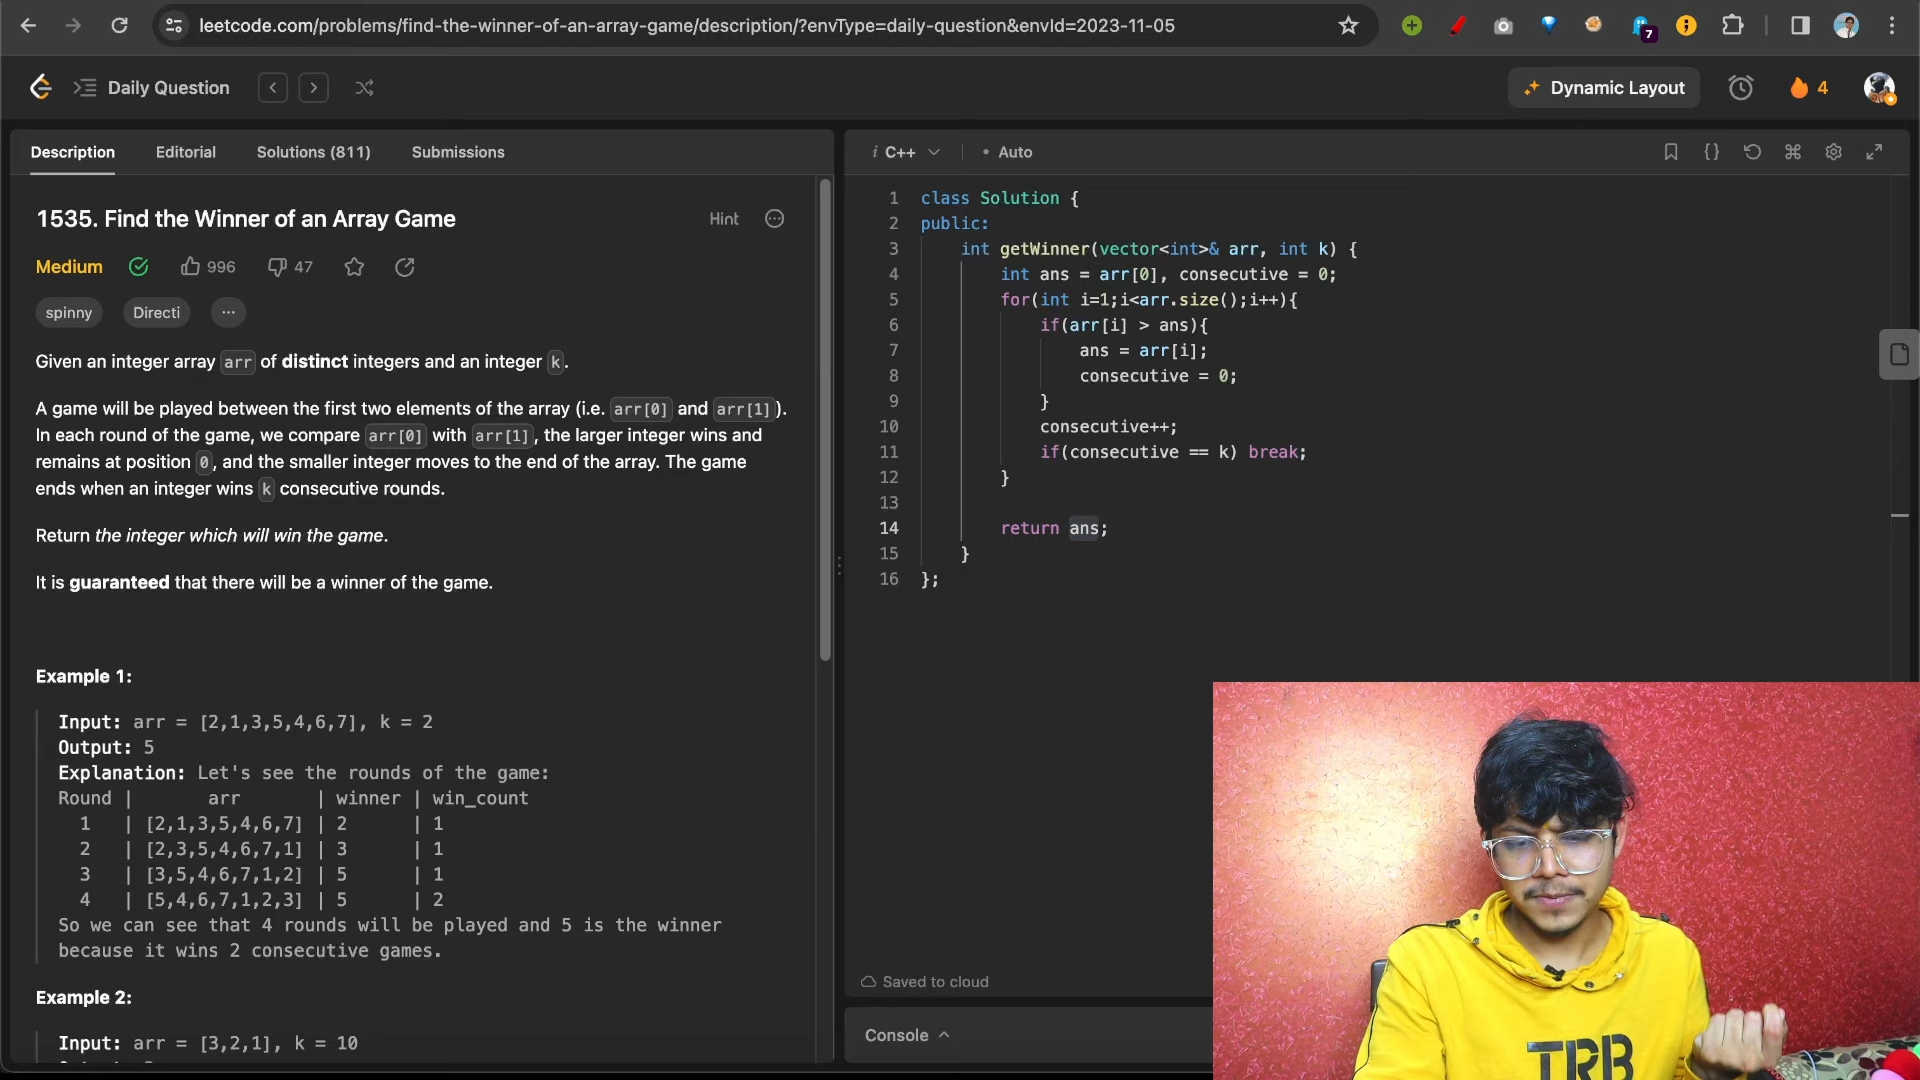 leetcode.com/problems/find-the-winner-of-an-array-game/description/?envType=daily-question&envId=2023-11-05
7
Daily Question
Dynamic Layout
4
Description Editorial Solutions (811) Submissions
1535. Find the Winner of an Array Game
Hint
Medium 996 47
spinny Directi ...
Given an integer array arr of distinct integers and an integer k.
A game will be played between the first two elements of the array (i.e. arr[0] and arr[1]).
In each round of the game, we compare arr[0] with arr[1], the larger integer wins and
remains at position 0, and the smaller integer moves to the end of the array. The game
ends when an integer wins k consecutive rounds.
Return the integer which will win the game.
It is guaranteed that there will be a winner of the game.
Example 1:
Input: arr = [2,1,3,5,4,6,7], k = 2
Output: 5
Explanation: Let's see the rounds of the game:
Round | arr | winner | win_count
1 | [2,1,3,5,4,6,7] | 2 | 1
2 | [2,3,5,4,6,7,1] | 3 | 1
3 | [3,5,4,6,7,1,2] | 5 | 1
4 | [5,4,6,7,1,2,3] | 5 | 2
So we can see that 4 rounds will be played and 5 is the winner
because it wins 2 consecutive games.
Example 2:
Input: arr = [3,2,1], k = 10
i C++ • Auto
1 class Solution {
2 public:
3 int getWinner(vector<int>& arr, int k) {
4 int ans = arr[0], consecutive = 0;
5 for(int i=1;i<arr.size();i++){
6 if(arr[i] > ans){
7 ans = arr[i];
8 consecutive = 0;
9 }
10 consecutive++;
11 if(consecutive == k) break;
12 }
13
14 return ans;
15 }
16 };
Saved to cloud
Console
TRB